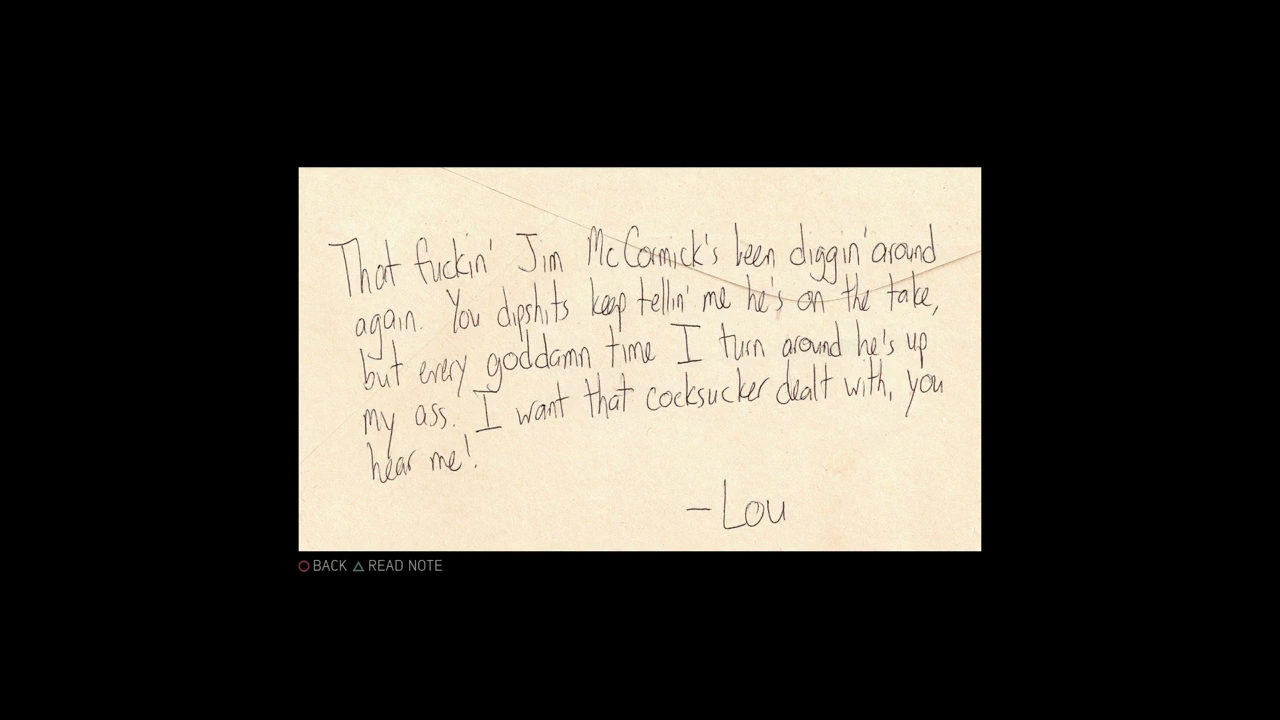 That fuckin' Jim McCormick's been diggin' around
again. You dipshits keep tellin' me he's on the take,
but every goddamn time I turn around he's up
my ass. I want that cocksucker dealt with, you
hear me!
-Lou
BACK READ NOTE